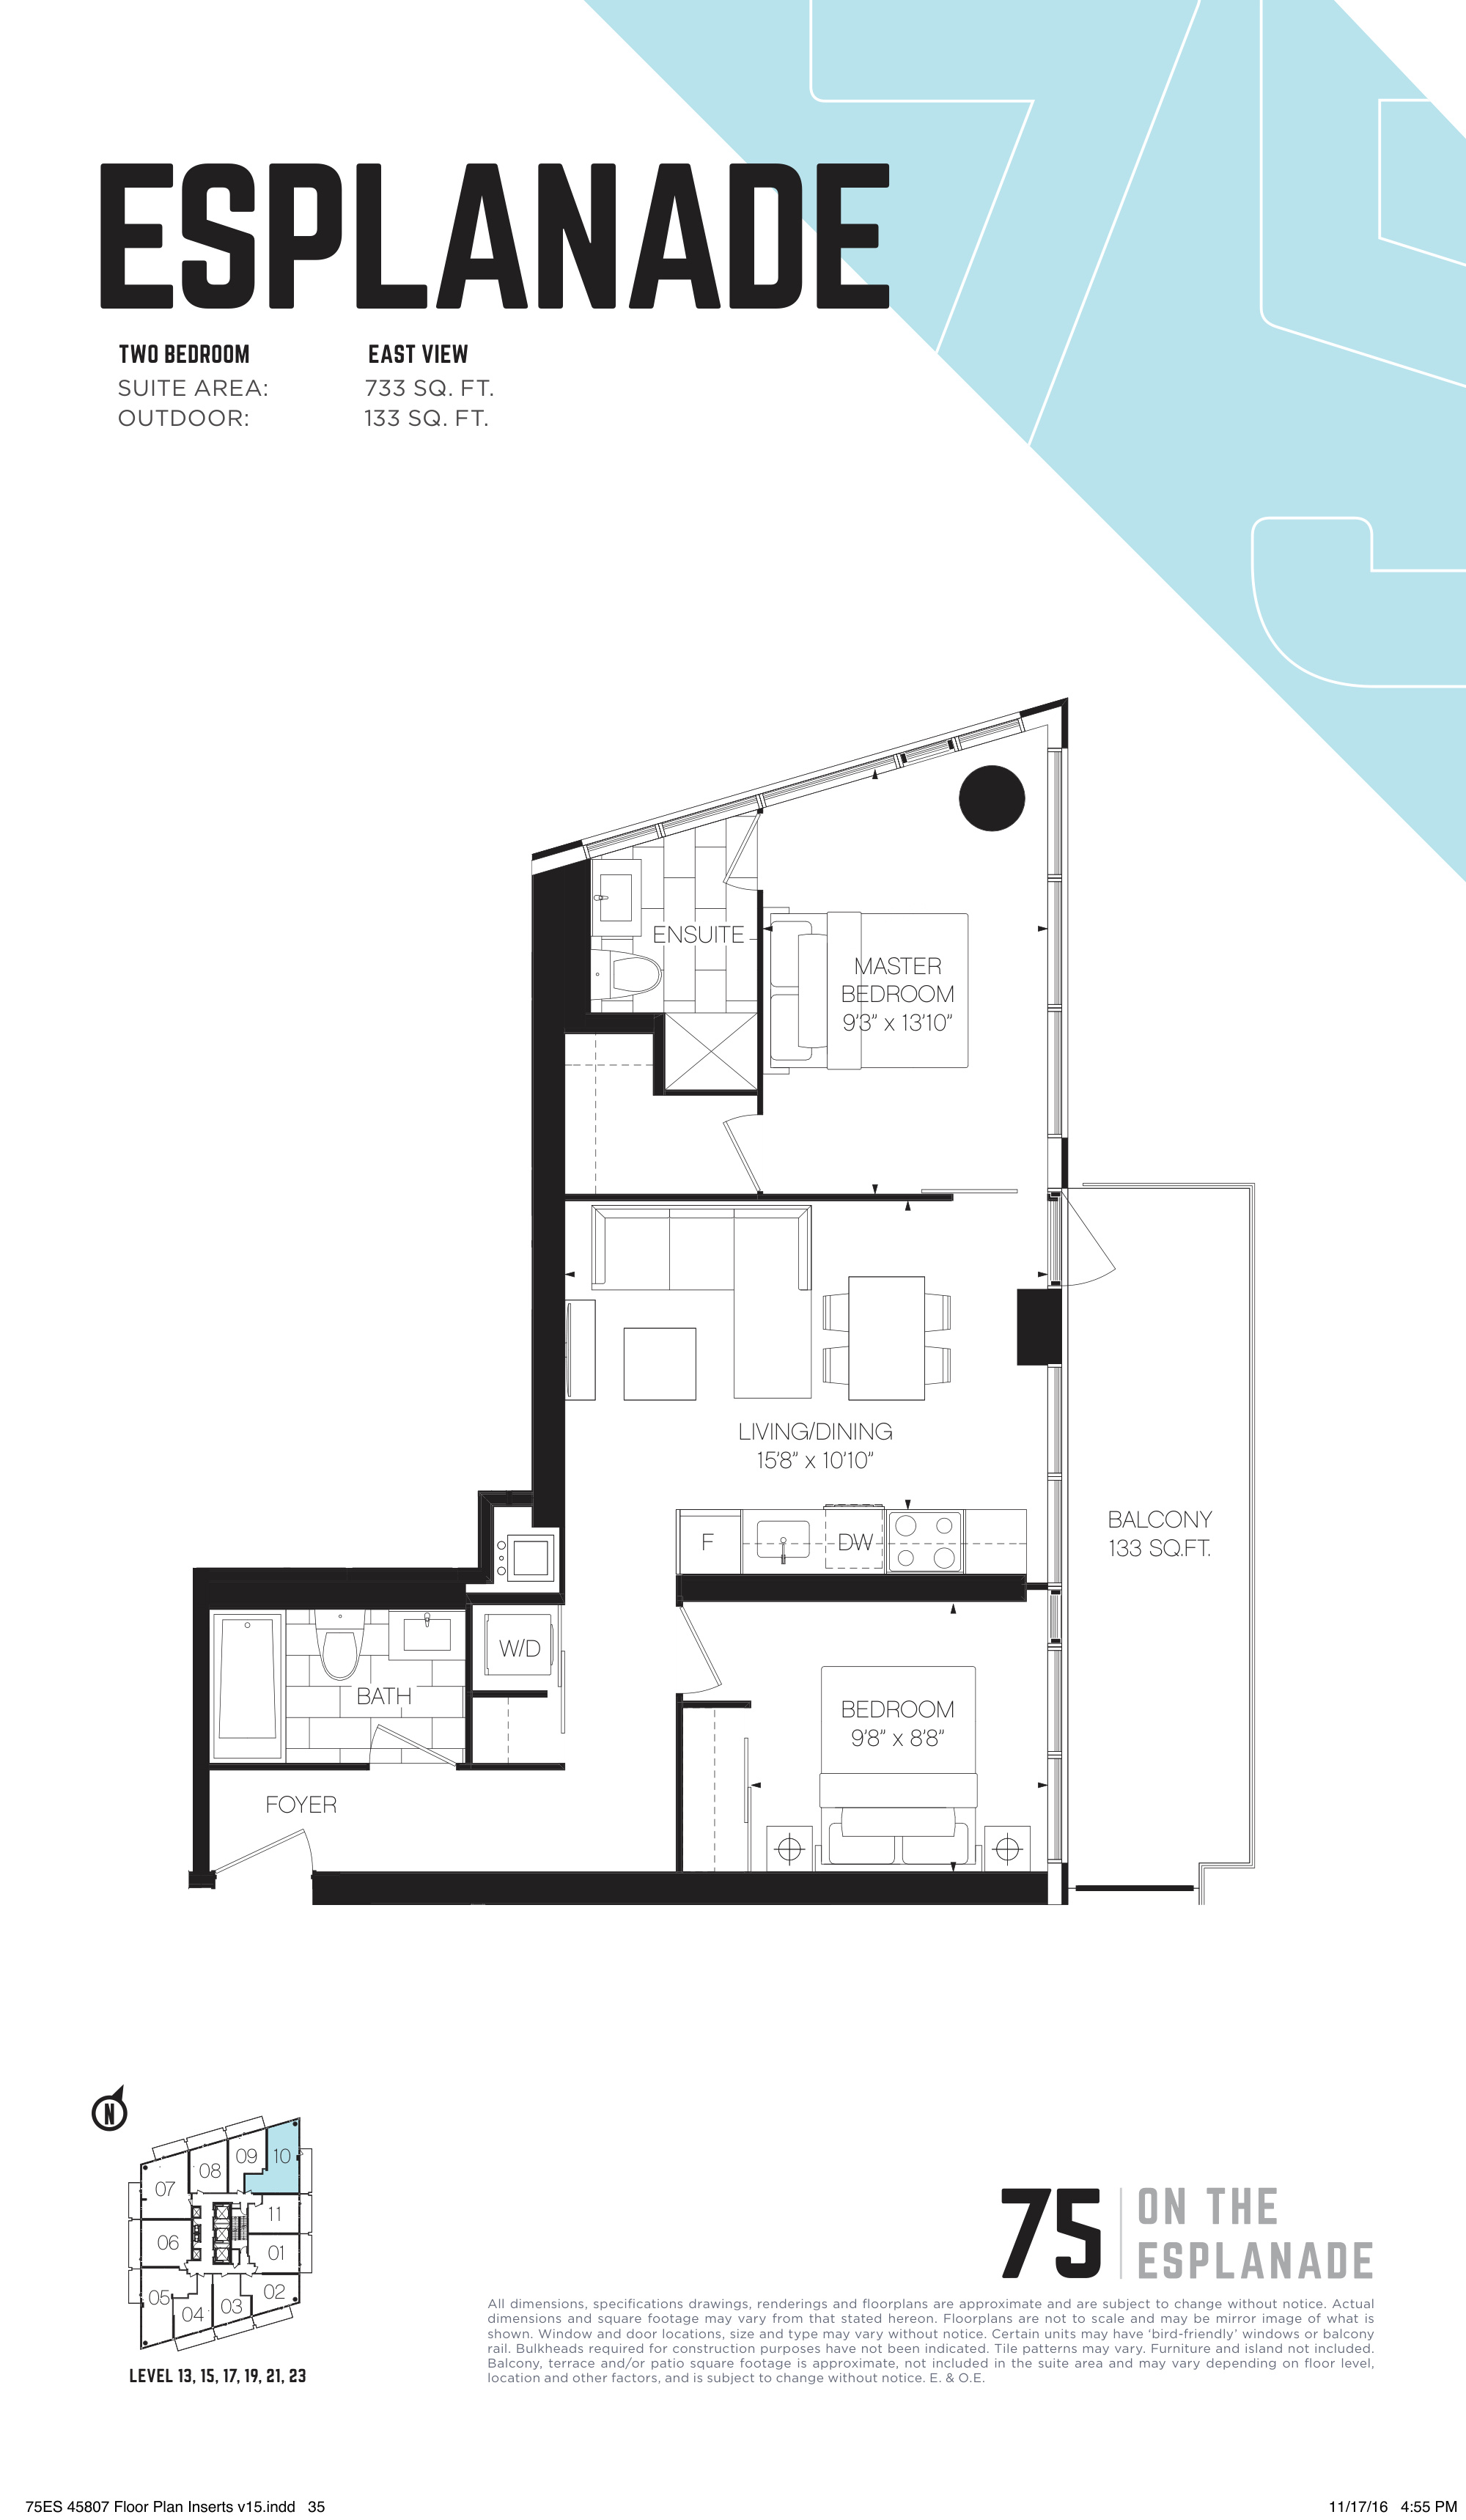 ESPLANADE
TWO BEDROOM EAST VIEW
SUITE AREA: 733 SQ. FT.
OUTDOOR: 133 SQ. FT.
ENSUITE
MASTER
BEDROOM
9'3” x 13'10”
LIVING/DINING
15'8” x 10'10”
F
DW
BALCONY
133 SQ.FT.
W/D
BATH
BEDROOM
9'8” x 8'8”
FOYER
N
10
09
08
07
11
06
01
05
02
03
04
LEVEL 13, 15, 17, 19, 21, 23
75
ON THE
ESPLANADE
All dimensions, specifications drawings, renderings and floorplans are approximate and are subject to change without notice. Actual
dimensions and square footage may vary from that stated hereon. Floorplans are not to scale and may be mirror image of what is
shown. Window and door locations, size and type may vary without notice. Certain units may have ‘bird-friendly’ windows or balcony
rail. Bulkheads required for construction purposes have not been indicated. Tile patterns may vary. Furniture and island not included.
Balcony, terrace and/or patio square footage is approximate, not included in the suite area and may vary depending on floor level,
location and other factors, and is subject to change without notice. E. & O.E.
75ES 45807 Floor Plan Inserts v15.indd 35
11/17/16 4:55 PM